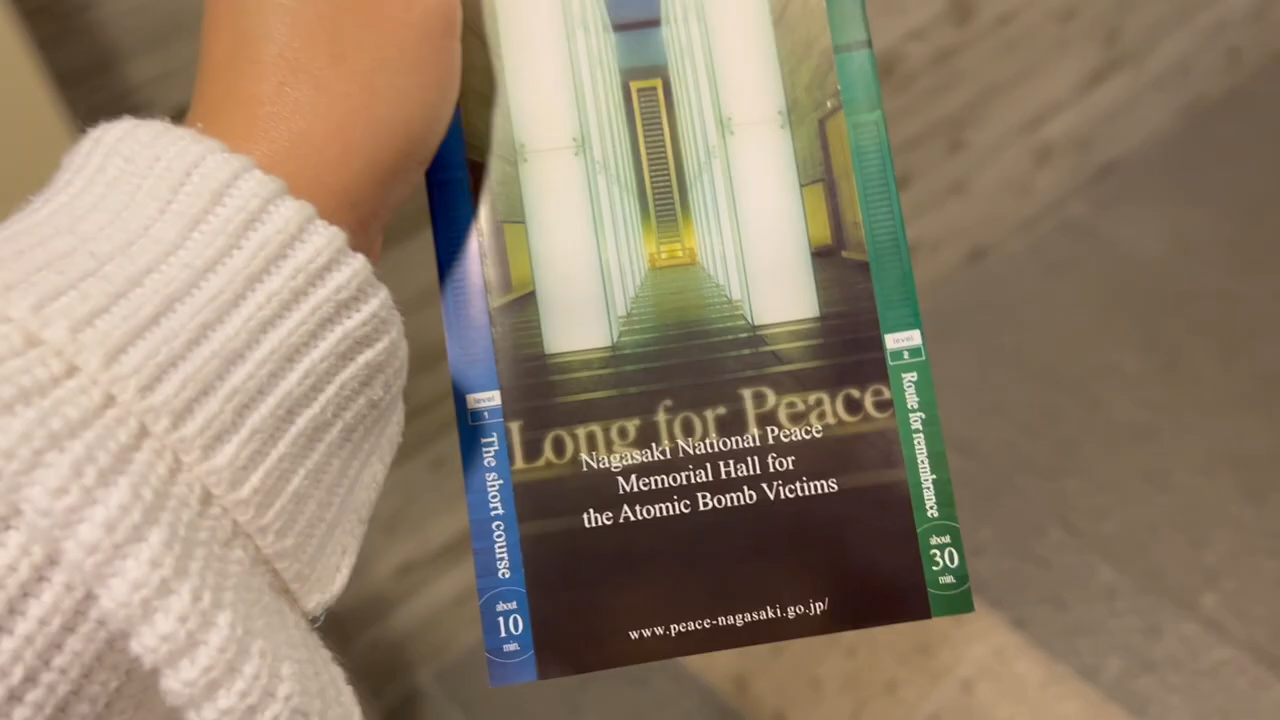 Long for Peace
Nagasaki National Peace
Memorial Hall for
the Atomic Bomb Victims
www.peace-nagasaki.go.jp/
level
1
The short course
about
10
min.
level
2
Route for remembrance
about
30
min.